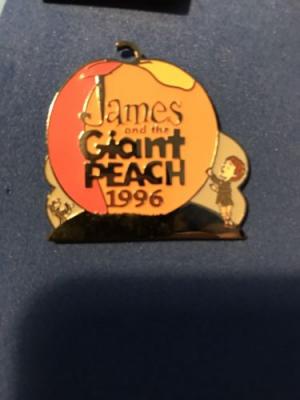 James
and the
Giant
PEACH
1996